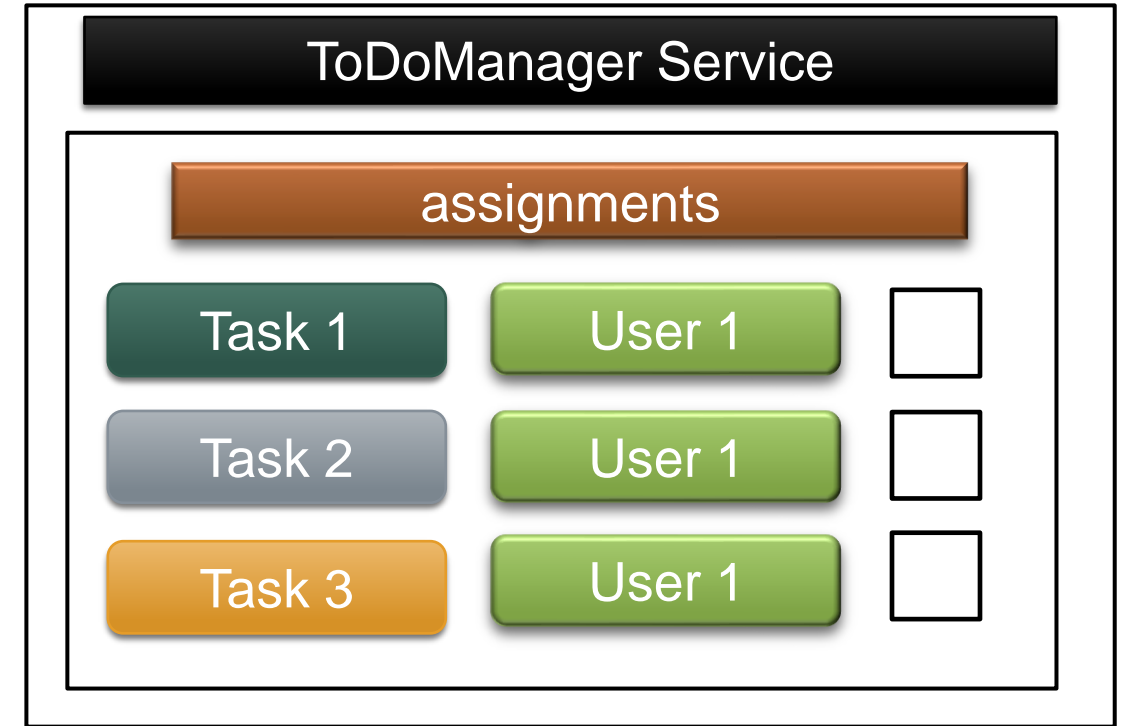 ToDoManager Service
assignments
Task 1 User 1
Task 2 User 1
Task 3 User 1